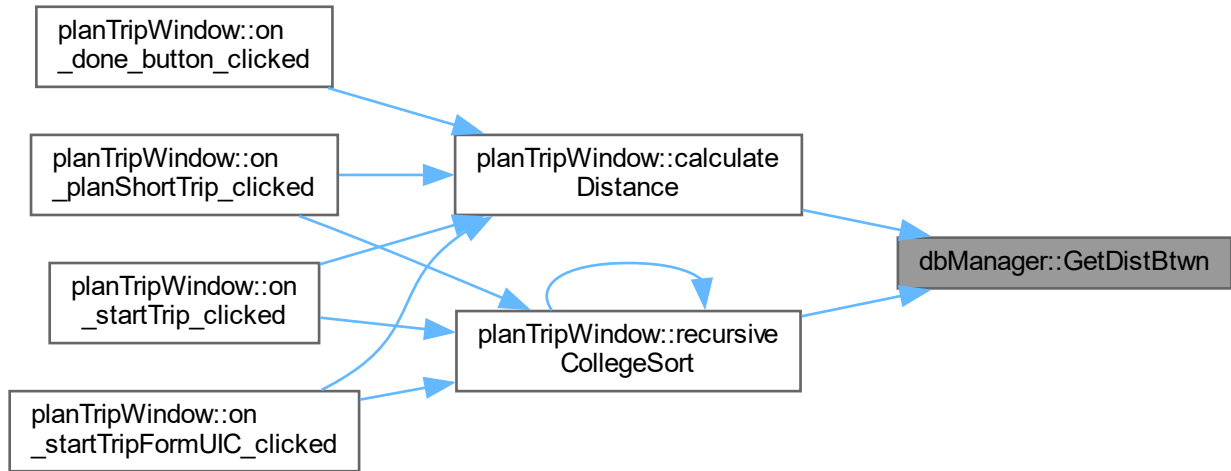 planTripWindow::on
_done_button_clicked
planTripWindow::on
_planShortTrip_clicked
planTripWindow::on
_startTrip_clicked
planTripWindow::on
_startTripFormUIC_clicked
planTripWindow::calculate
Distance
planTripWindow::recursive
CollegeSort
dbManager::GetDistBtwn